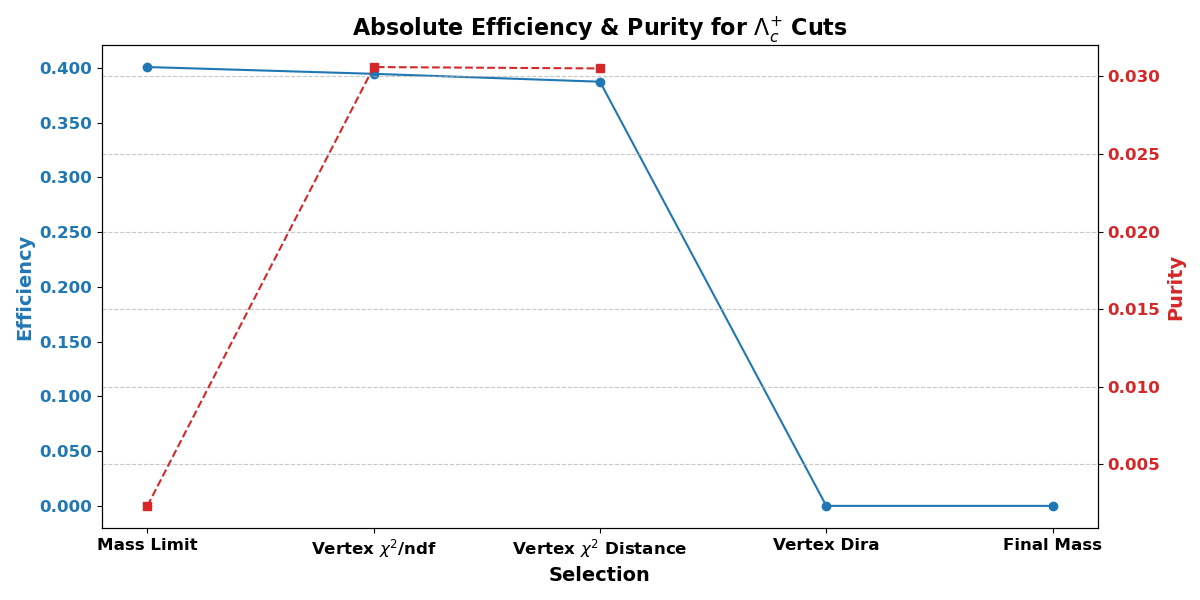 Absolute Efficiency & Purity for Λ_c^+ Cuts
Efficiency
0.400
0.350
0.300
0.250
0.200
0.150
0.100
0.050
0.000
0.030
0.025
0.020
0.015
0.010
0.005
Purity
Mass Limit
Vertex χ²/ndf
Vertex χ² Distance
Vertex Dira
Final Mass
Selection